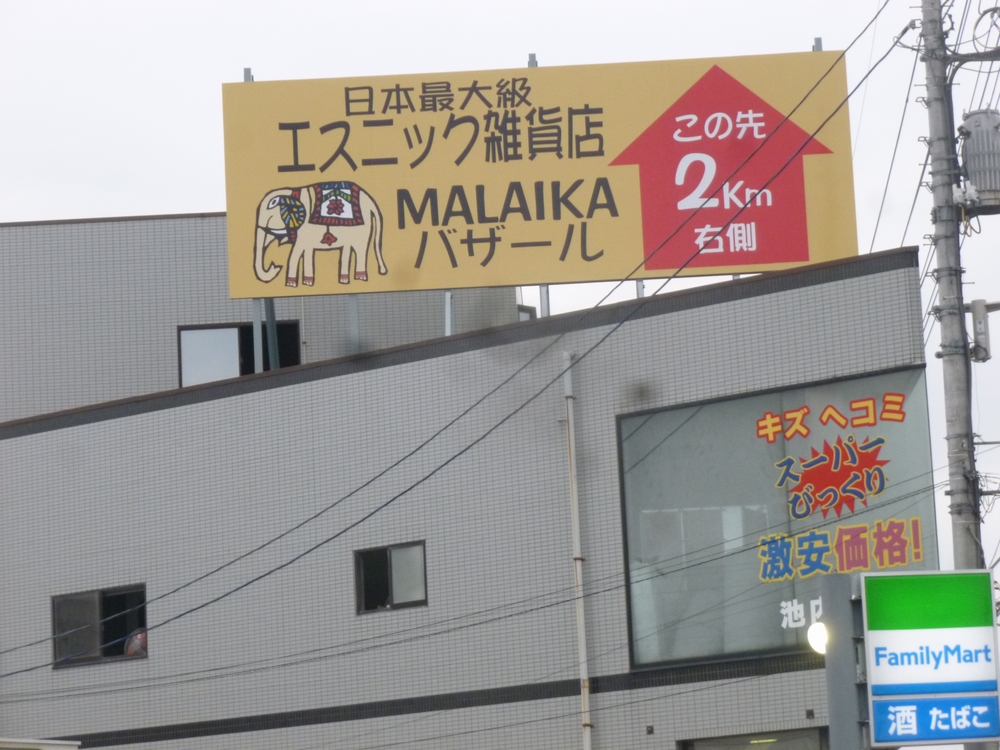 日本最大級
エスニック雑貨店
MALAIKA
バザール
この先
2Km
右側
キズ ヘコミ
スーパー
びっくり
激安価格!
池
FamilyMart
酒 たばこ